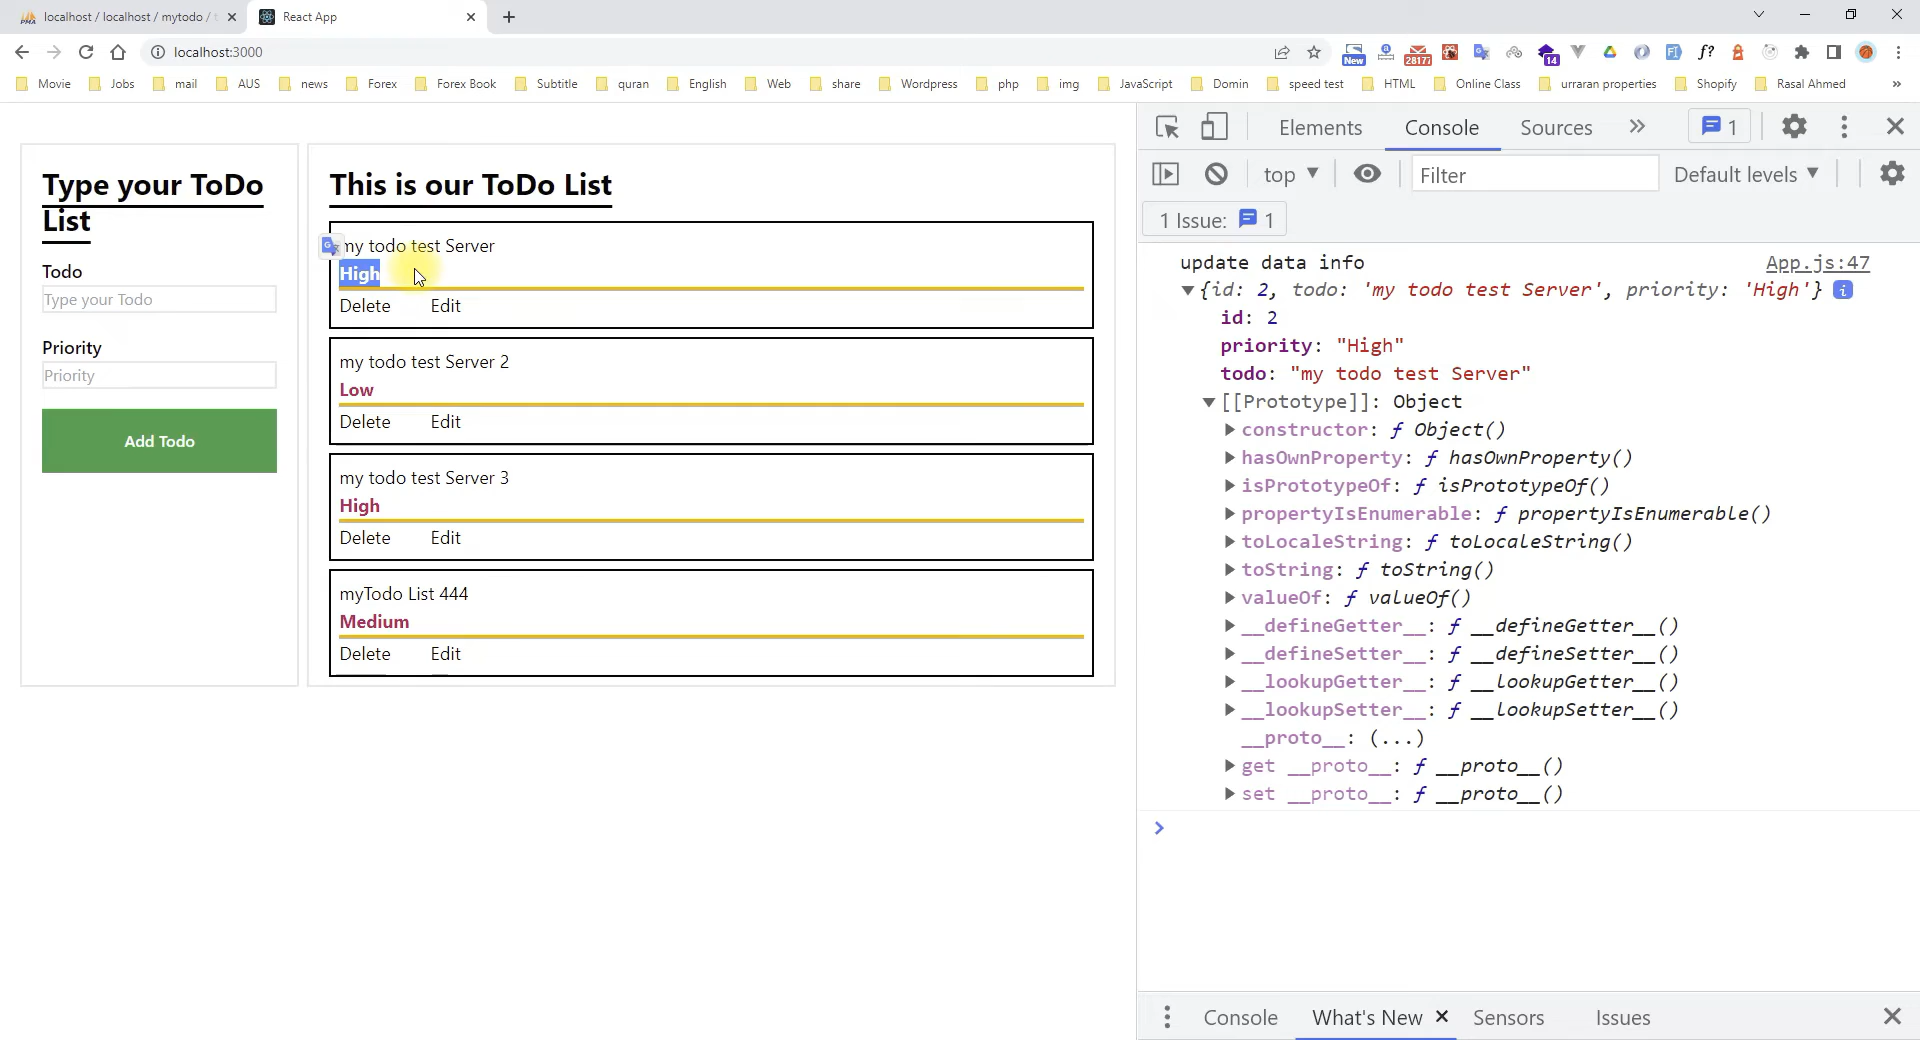 localhost / localhost / mytodo /
React App
localhost:3000
New
28177
14
Movie Jobs mail AUS news Forex Forex Book Subtitle quran English Web share Wordpress php img JavaScript Domin speed test HTML Online Class urraran properties Shopify Rasal Ahmed »
Type your ToDo
List
Todo
Type your Todo
Priority
Priority
Add Todo
This is our ToDo List
my todo test Server
High
Delete Edit
my todo test Server 2
Low
Delete Edit
my todo test Server 3
High
Delete Edit
myTodo List 444
Medium
Delete Edit
Elements Console Sources » 1
top Filter Default levels
1 Issue: 1
update data info App.js:47
{id: 2, todo: 'my todo test Server', priority: 'High'} i
id: 2
priority: "High"
todo: "my todo test Server"
[[Prototype]]: Object
constructor: ƒ Object()
hasOwnProperty: ƒ hasOwnProperty()
isPrototypeOf: ƒ isPrototypeOf()
propertyIsEnumerable: ƒ propertyIsEnumerable()
toLocaleString: ƒ toLocaleString()
toString: ƒ toString()
valueOf: ƒ valueOf()
__defineGetter__: ƒ __defineGetter__()
__defineSetter__: ƒ __defineSetter__()
__lookupGetter__: ƒ __lookupGetter__()
__lookupSetter__: ƒ __lookupSetter__()
__proto__: (...)
get __proto__: ƒ __proto__()
set __proto__: ƒ __proto__()
Console What's New Sensors Issues